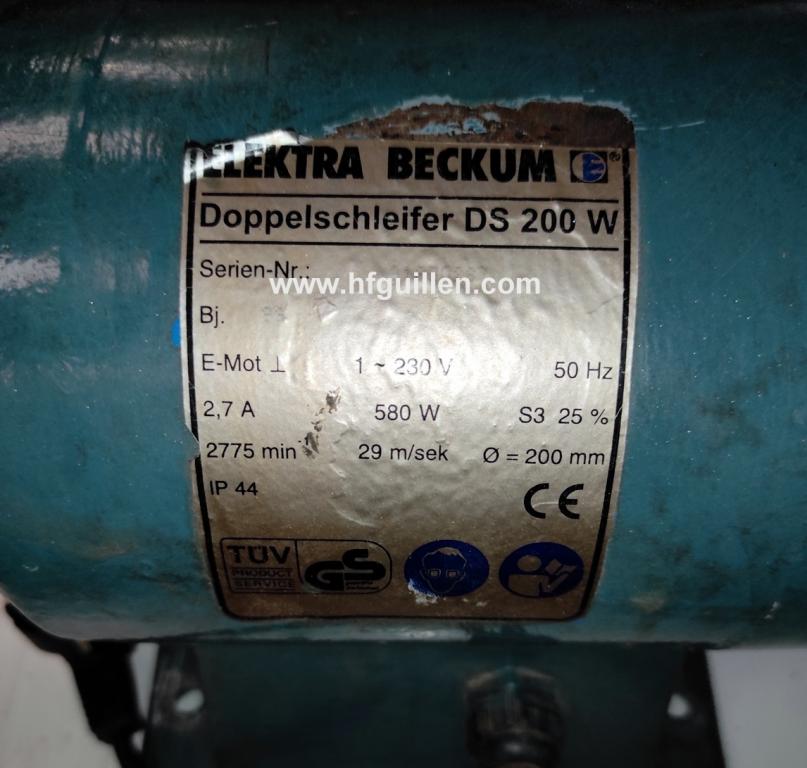 ELEKTRA BECKUM E ®
Doppelschleifer DS 200 W
Serien-Nr.:
www.hfguillen.com
Bj.
E-Mot ⊥ 1 ~ 230 V 50 Hz
2,7 A 580 W S3 25 %
2775 min 29 m/sek Ø = 200 mm
IP 44 CE
TÜV GS
PRODUCT
SERVICE